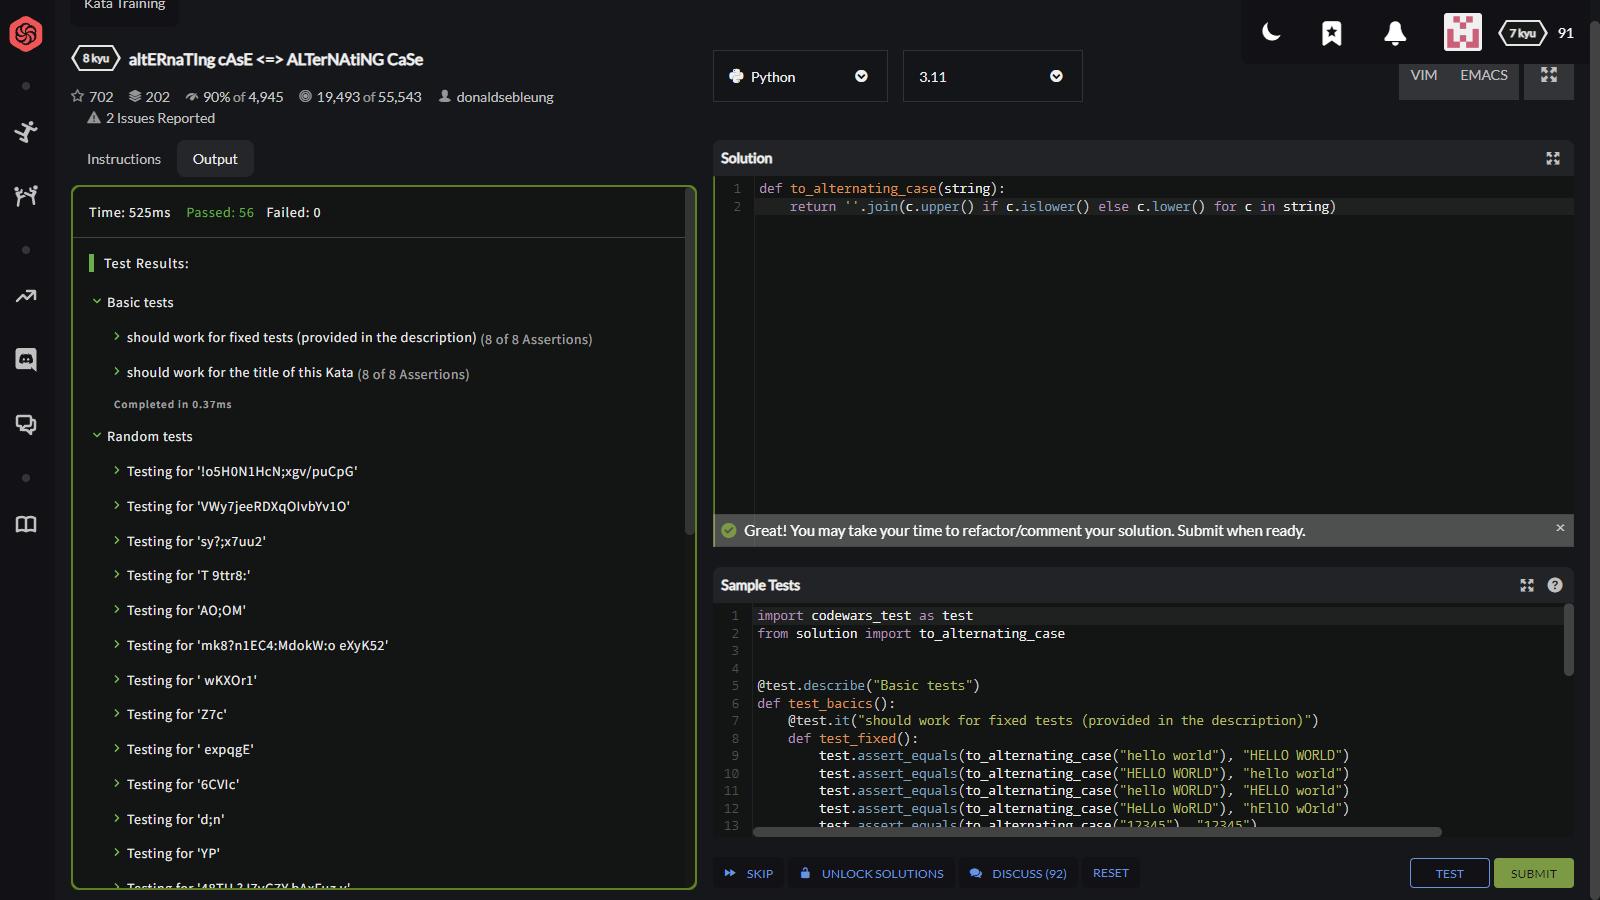 Kata Training
8 kyu
altERnaTIng cAsE <=> ALTerNAtiNG CaSe
702
202
90% of 4,945
19,493 of 55,543
donaldsebleung
2 Issues Reported
Instructions
Output
Time: 525ms Passed: 56 Failed: 0
Test Results:
Basic tests
should work for fixed tests (provided in the description) (8 of 8 Assertions)
should work for the title of this Kata (8 of 8 Assertions)
Completed in 0.37ms
Random tests
Testing for '!o5H0N1HcN;xgv/puCpG'
Testing for 'VWy7jeeRDXqOIvbYv1O'
Testing for 'sy?;x7uu2'
Testing for 'T 9ttr8:'
Testing for 'AO;OM'
Testing for 'mk8?n1EC4:MdokW:o eXyK52'
Testing for ' wKXOr1'
Testing for 'Z7c'
Testing for ' expqgE'
Testing for '6CVIc'
Testing for 'd;n'
Testing for 'YP'
Testing for
Python
3.11
7 kyu
91
VIM
EMACS
Solution
1 def to_alternating_case(string):
2 return ''.join(c.upper() if c.islower() else c.lower() for c in string)
Great! You may take your time to refactor/comment your solution. Submit when ready.
×
Sample Tests
?
1 import codewars_test as test
2 from solution import to_alternating_case
3
4
5 @test.describe("Basic tests")
6 def test_bacics():
7 @test.it("should work for fixed tests (provided in the description)")
8 def test_fixed():
9 test.assert_equals(to_alternating_case("hello world"), "HELLO WORLD")
10 test.assert_equals(to_alternating_case("HELLO WORLD"), "hello world")
11 test.assert_equals(to_alternating_case("hello WORLD"), "HELLO world")
12 test.assert_equals(to_alternating_case("HeLLo WoRLD"), "hEllO wOrld")
13 test.assert_equals(to_alternating_case("12345"), "12345")
SKIP
UNLOCK SOLUTIONS
DISCUSS (92)
RESET
TEST
SUBMIT